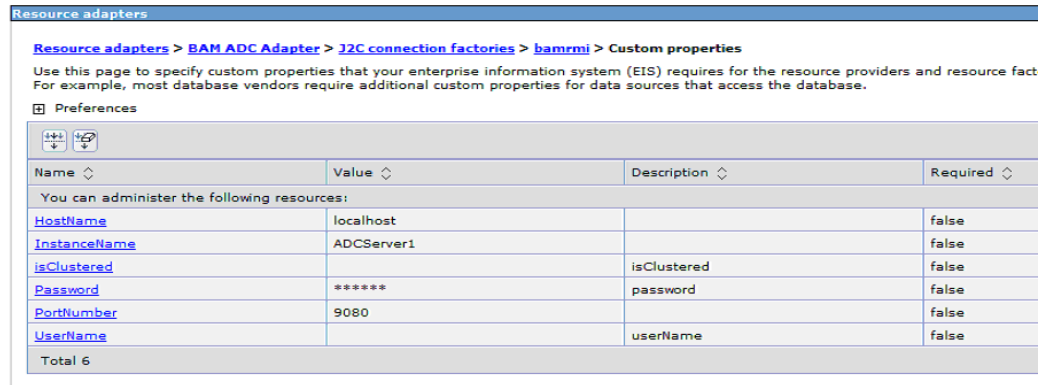 Resource adapters
Resource adapters > BAM ADC Adapter > J2C connection factories > bamrmi > Custom properties
Use this page to specify custom properties that your enterprise information system (EIS) requires for the resource providers and resource fact
For example, most database vendors require additional custom properties for data sources that access the database.
Preferences
Name Value Description Required
You can administer the following resources:
HostName localhost false
InstanceName ADCServer1 false
isClustered isClustered false
Password ****** password false
PortNumber 9080 false
UserName userName false
Total 6